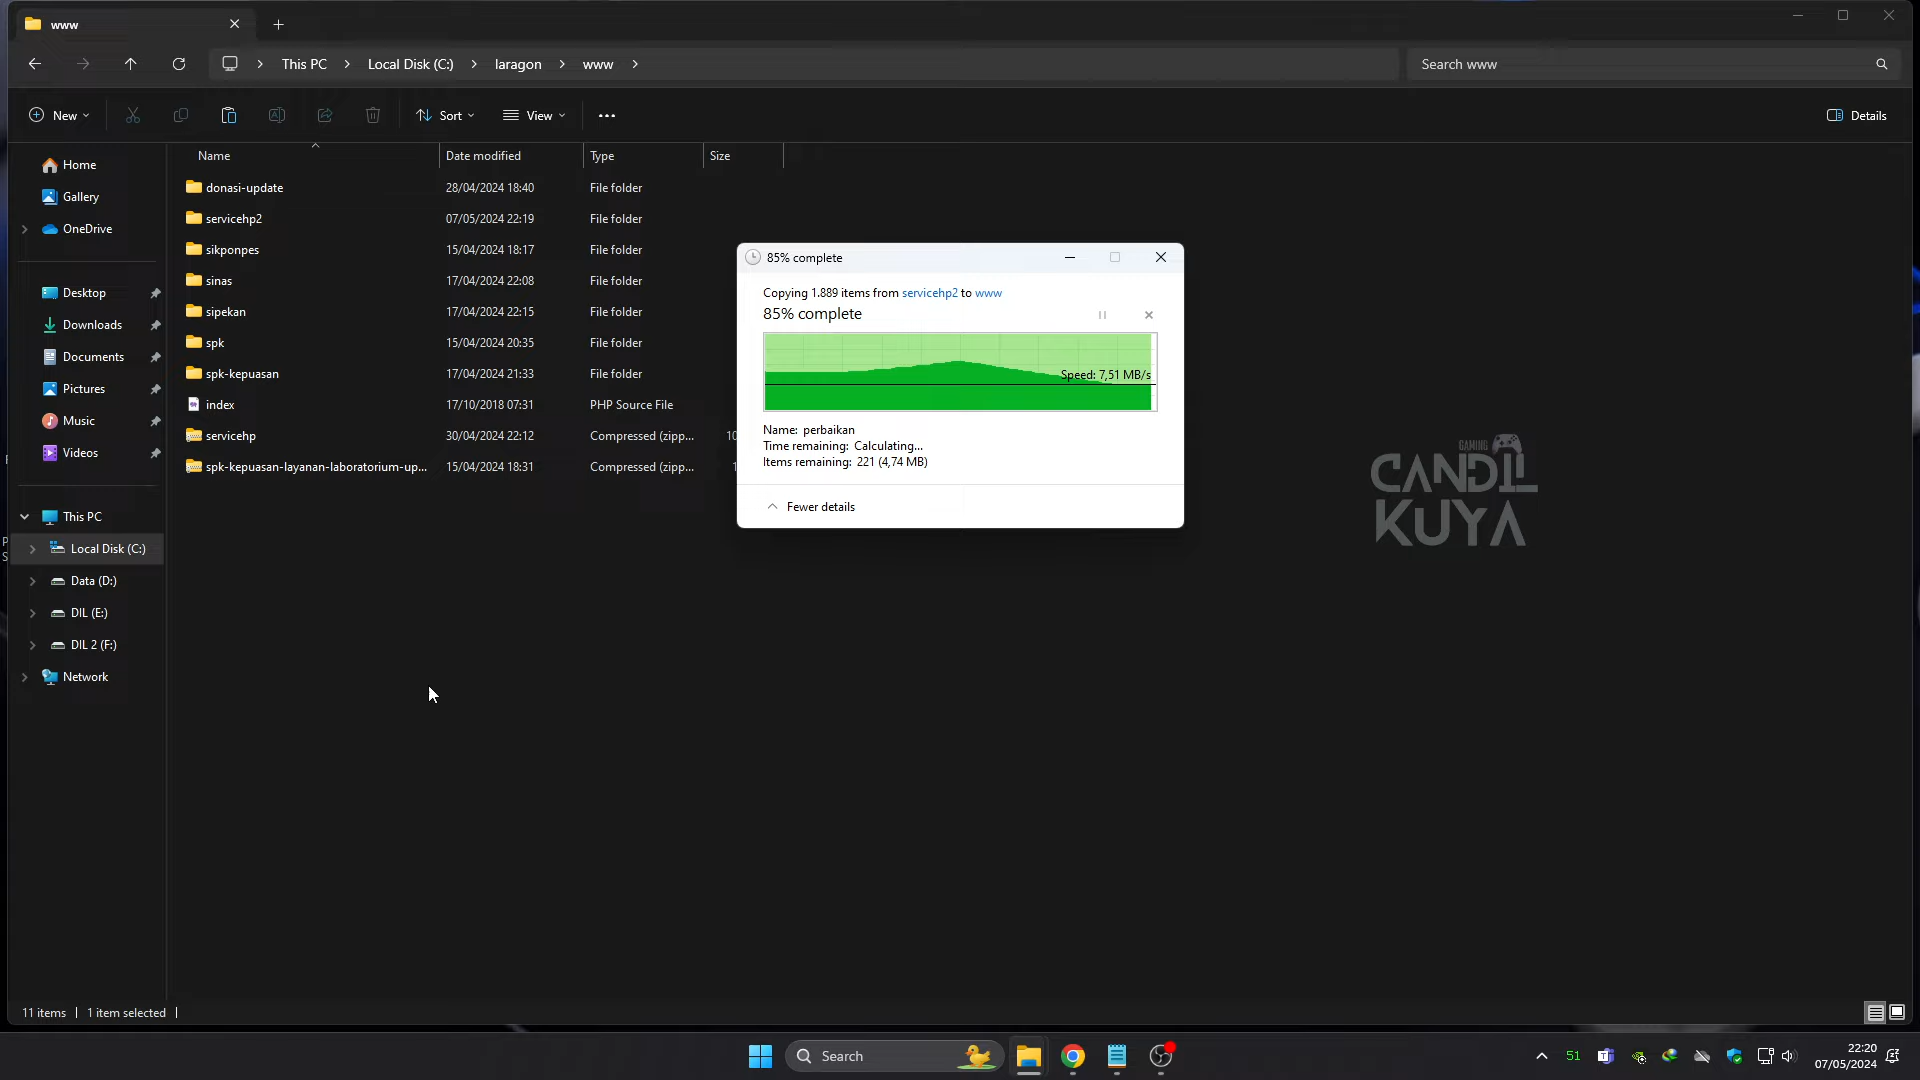 www
This PC
Local Disk (C:)
laragon
www
Search www
New
Sort
View
Details
Name
Date modified
Type
Size
Home
Gallery
OneDrive
Desktop
Downloads
Documents
Pictures
Music
Videos
This PC
Local Disk (C:)
Data (D:)
DIL (E:)
DIL 2 (F:)
Network
donasi-update 28/04/2024 18:40 File folder
servicehp2 07/05/2024 22:19 File folder
sikponpes 15/04/2024 18:17 File folder
sinas 17/04/2024 22:08 File folder
sipekan 17/04/2024 22:15 File folder
spk 15/04/2024 20:35 File folder
spk-kepuasan 17/04/2024 21:33 File folder
index 17/10/2018 07:31 PHP Source File
servicehp 30/04/2024 22:12 Compressed (zipp... 10
spk-kepuasan-layanan-laboratorium-up... 15/04/2024 18:31 Compressed (zipp... 1
85% complete
Copying 1.889 items from servicehp2 to www
85% complete
Speed: 7,51 MB/s
Name: perbaikan
Time remaining: Calculating...
Items remaining: 221 (4,74 MB)
Fewer details
GAMING
CANDIL
KUYA
11 items
1 item selected
Search
51
22:20
07/05/2024